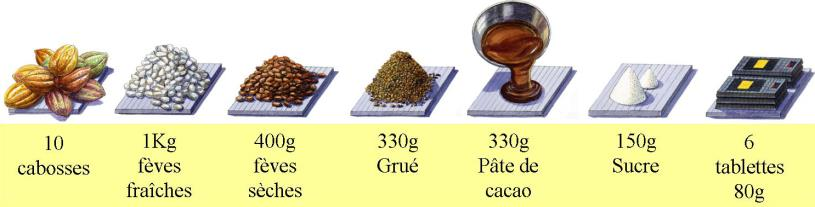 10
cabosses
1Kg
fèves
fraîches
400g
fèves
sèches
330g
Grué
330g
Pâte de
cacao
150g
Sucre
6
tablettes
80g